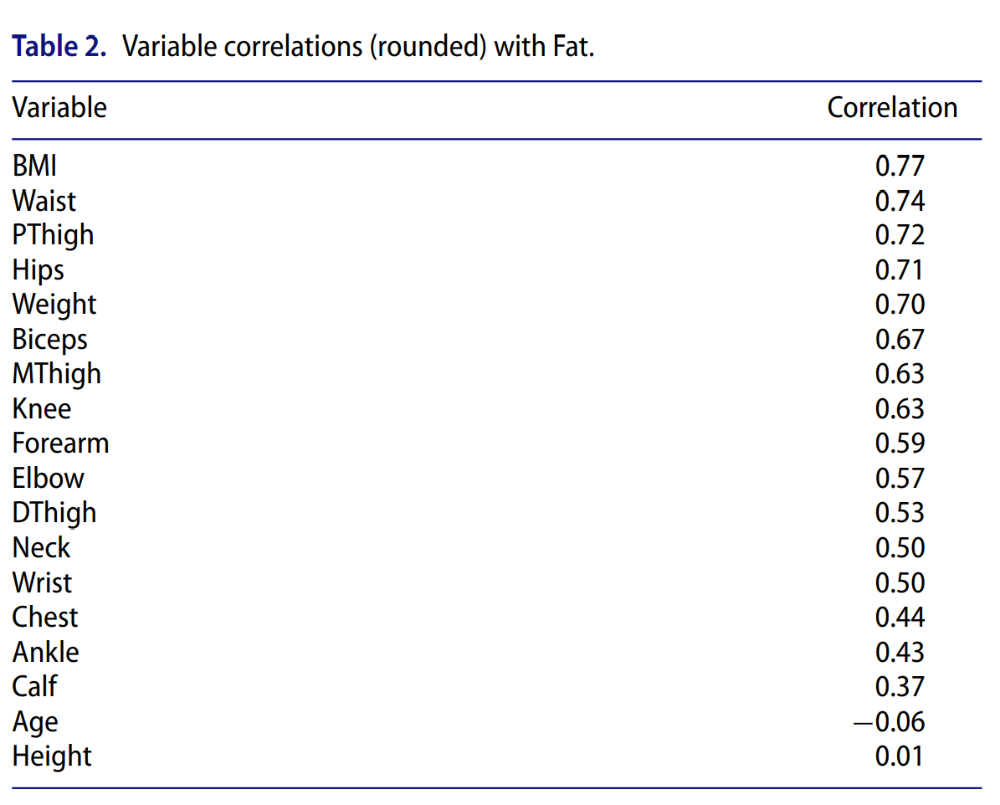 Table 2. Variable correlations (rounded) with Fat.
Variable Correlation
BMI 0.77
Waist 0.74
PThigh 0.72
Hips 0.71
Weight 0.70
Biceps 0.67
MThigh 0.63
Knee 0.63
Forearm 0.59
Elbow 0.57
DThigh 0.53
Neck 0.50
Wrist 0.50
Chest 0.44
Ankle 0.43
Calf 0.37
Age −0.06
Height 0.01